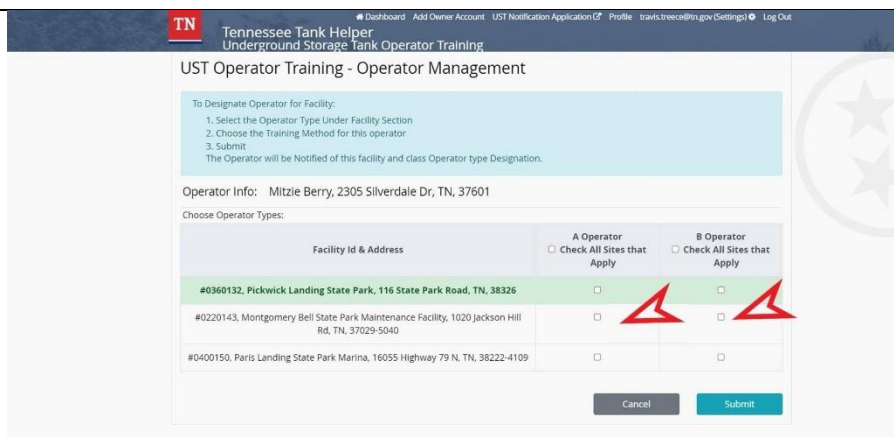 TN
Dashboard Add Owner Account UST Notification Application Profile travis.treece@tn.gov (Settings) Log Out
Tennessee Tank Helper
Underground Storage Tank Operator Training
UST Operator Training - Operator Management
To Designate Operator for Facility:
1. Select the Operator Type Under Facility Section
2. Choose the Training Method for this operator
3. Submit
The Operator will be Notified of this facility and class Operator type Designation.
Operator Info: Mitzie Berry, 2305 Silverdale Dr, TN, 37601
Choose Operator Types:
Facility Id & Address
A Operator
Check All Sites that
Apply
B Operator
Check All Sites that
Apply
#0360132, Pickwick Landing State Park, 116 State Park Road, TN, 38326
#0220143, Montgomery Bell State Park Maintenance Facility, 1020 Jackson Hill
Rd, TN, 37029-5040
#0400150, Paris Landing State Park Marina, 16055 Highway 79 N, TN, 38222-4109
Cancel
Submit